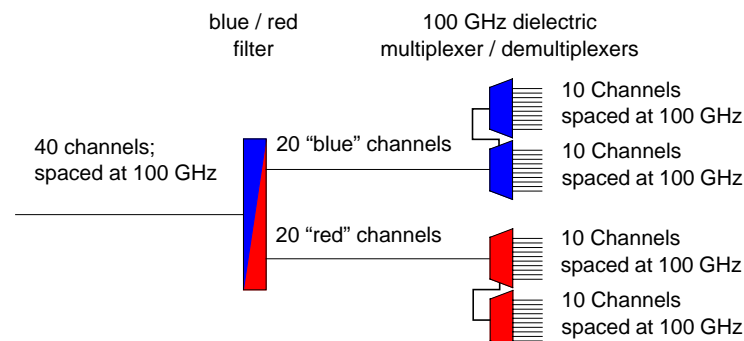 blue / red
filter
100 GHz dielectric
multiplexer / demultiplexers
40 channels;
spaced at 100 GHz
20 “blue” channels
20 “red” channels
10 Channels
spaced at 100 GHz
10 Channels
spaced at 100 GHz
10 Channels
spaced at 100 GHz
10 Channels
spaced at 100 GHz